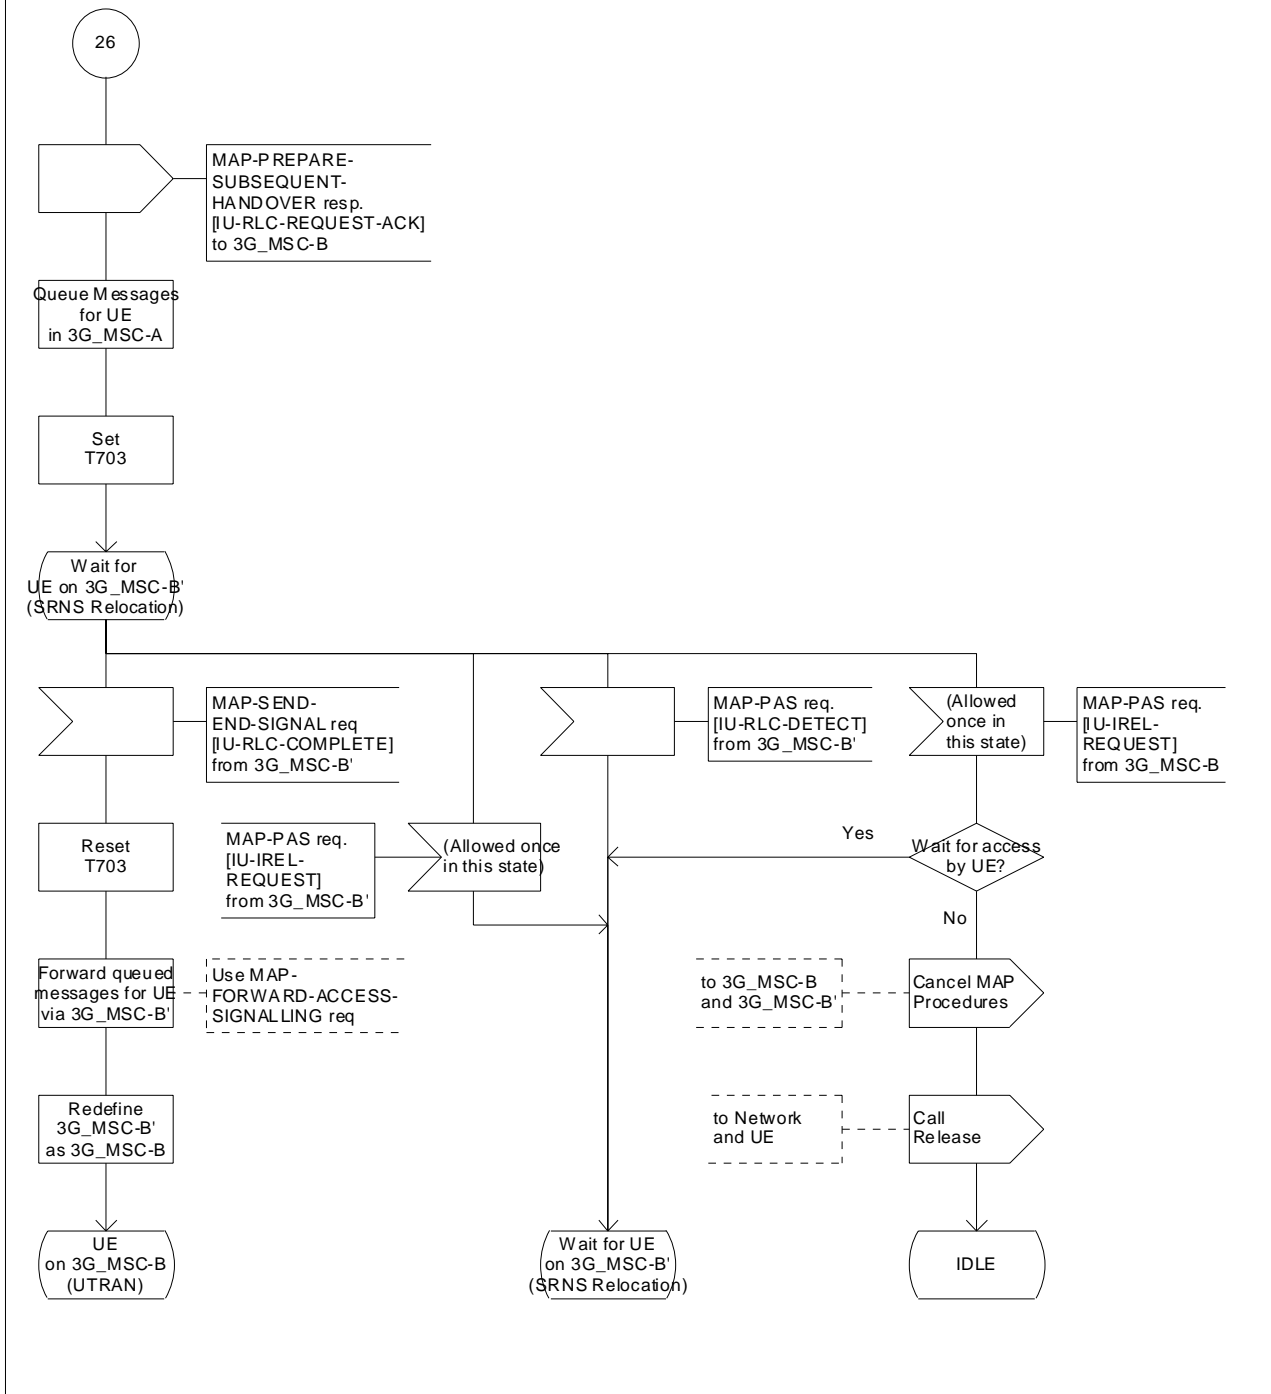 26
MAP-PREPARE-
SUBSEQUENT-
HANDOVER resp.
[IU-RLC-REQUEST-ACK]
to 3G_MSC-B
Queue Messages
for UE
in 3G_MSC-A
Set
T703
Wait for
UE on 3G_MSC-B'
(SRNS Relocation)
MAP-SEND-
END-SIGNAL req
[IU-RLC-COMPLETE]
from 3G_MSC-B'
MAP-PAS req.
[IU-RLC-DETECT]
from 3G_MSC-B'
(Allowed
once in
this state)
MAP-PAS req.
[IU-IREL-
REQUEST]
from 3G_MSC-B
Reset
T703
MAP-PAS req.
[IU-IREL-
REQUEST]
from 3G_MSC-B'
(Allowed once
in this state)
Yes
Wait for access
by UE?
No
Forward queued
messages for UE
via 3G_MSC-B'
Use MAP-
FORWARD-ACCESS-
SIGNALLING req
to 3G_MSC-B
and 3G_MSC-B'
Cancel MAP
Procedures
Redefine
3G_MSC-B'
as 3G_MSC-B
to Network
and UE
Call
Release
UE
on 3G_MSC-B
(UTRAN)
Wait for UE
on 3G_MSC-B'
(SRNS Relocation)
IDLE